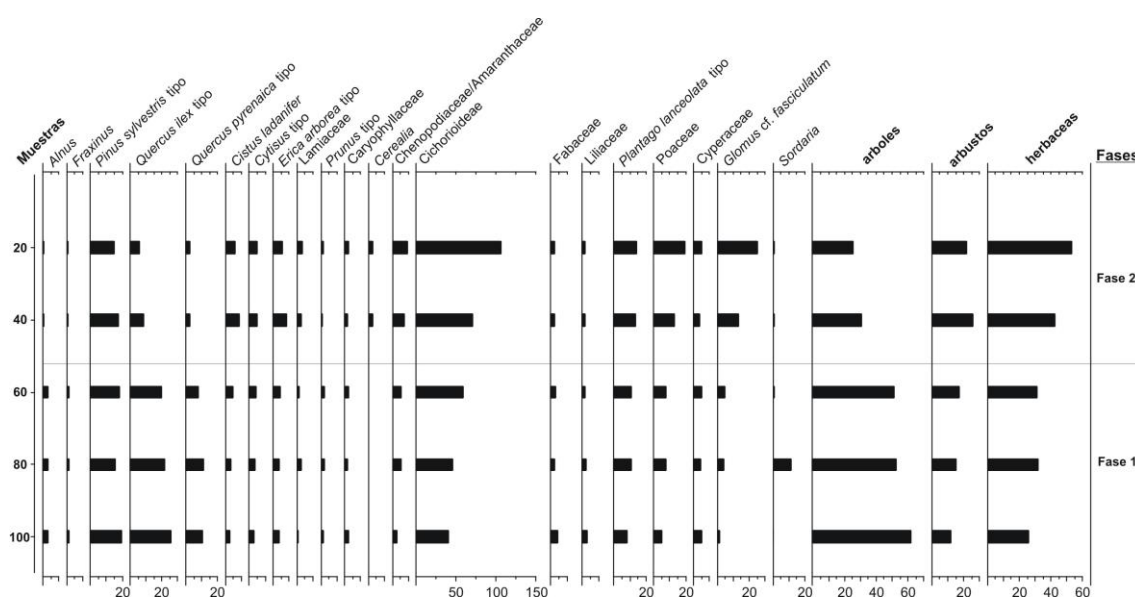 Muestras
Alnus
Fraxinus
Pinus sylvestris tipo
Quercus ilex tipo
Quercus pyrenaica tipo
Cistus ladanifer
Cytisus tipo
Erica arborea tipo
Lamiaceae
Prunus tipo
Caryophyllaceae
Cerealia
Chenopodiaceae/Amaranthaceae
Cichorioideae
Fabaceae
Liliaceae
Plantago lanceolata tipo
Poaceae
Cyperaceae
Glomus cf. fasciculatum
Sordaria
arboles
arbustos
herbaceas
Fases
20
Fase 2
40
60
80
Fase 1
100
20 20 20 50 100 150 20 20 20 20 40 60 20 20 40 60